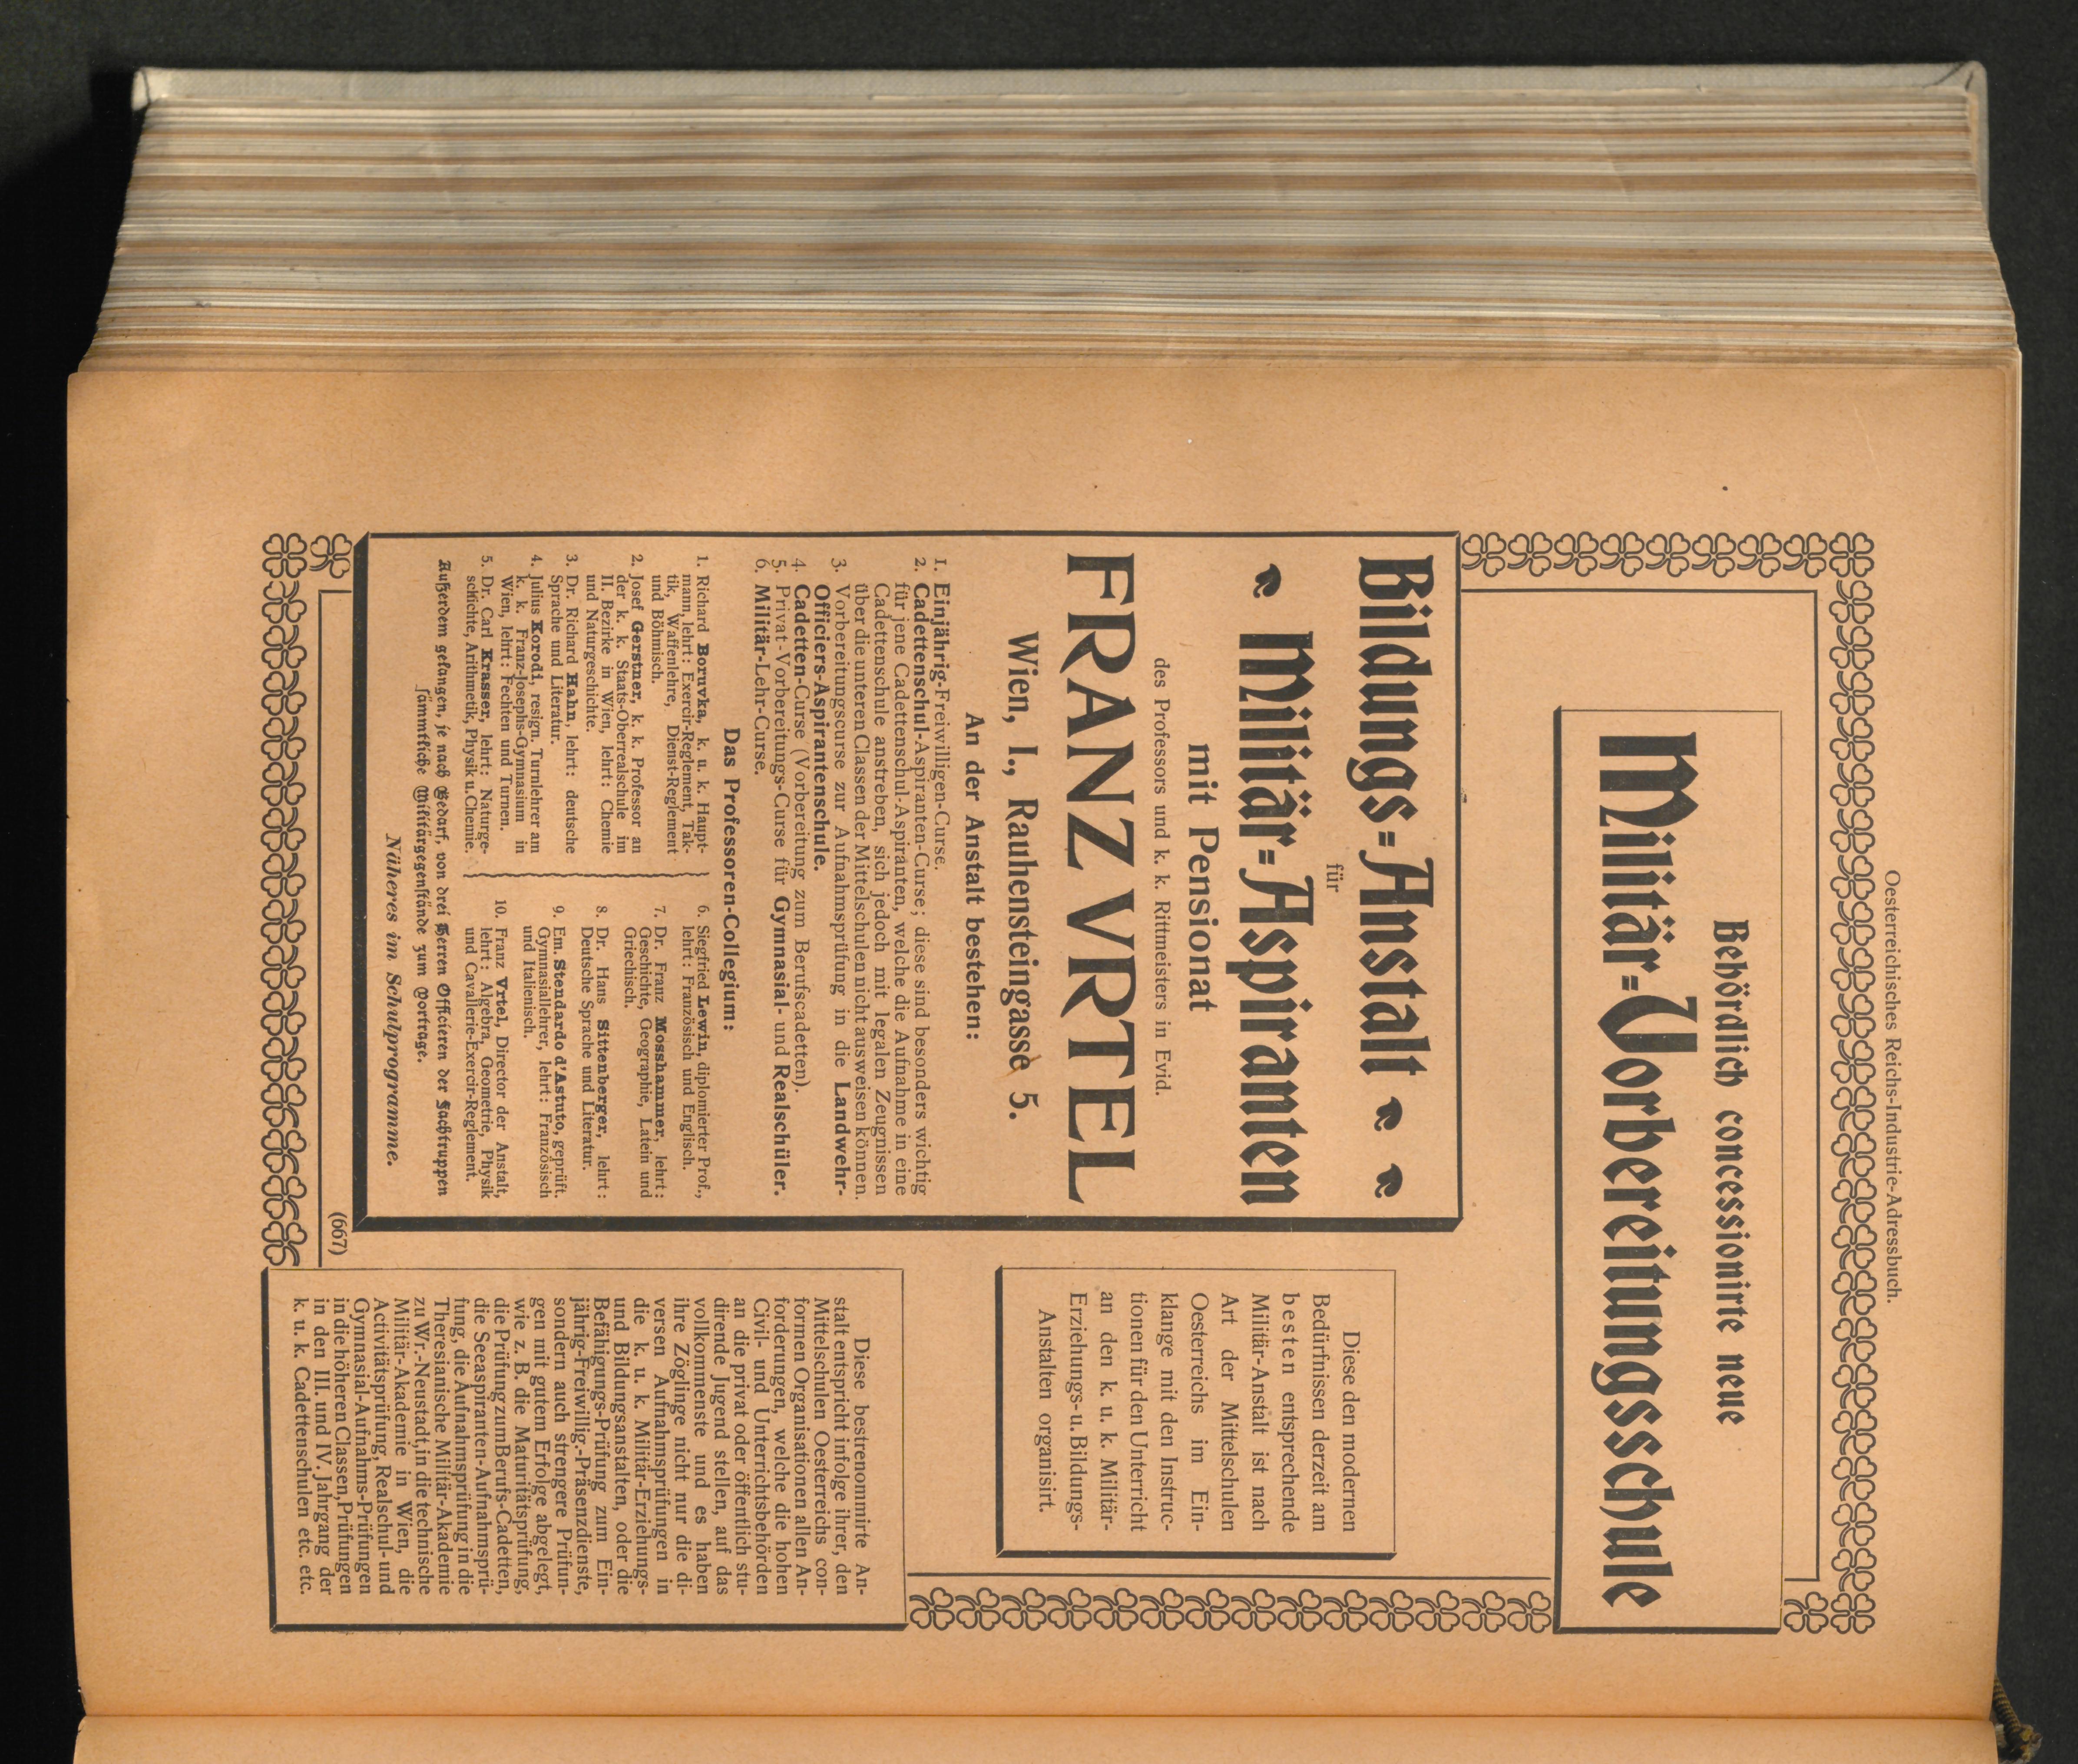 Oesterreichisches Reichs-Industrie-Adressbuch.
Behördlich concessionirte neue
Militär-Vorbereitungsschule
Bildungs-Anstalt
für
Militär-Aspiranten
mit Pensionat
des Professors und k. k. Rittmeisters in Evid.
FRANZ VRTEL
Wien, I., Rauhensteingasse 5.
An der Anstalt bestehen:
1. Einjährig-Freiwilligen-Curse.
2. Cadettenschul-Aspiranten-Curse; diese sind besonders wichtig
für jene Cadettenschul-Aspiranten, welche die Aufnahme in eine
Cadettenschule anstreben, sich jedoch mit legalen Zeugnissen
über die unteren Classen der Mittelschulen nicht ausweisen können.
3. Vorbereitungscurse zur Aufnahmsprüfung in die Landwehr-
Officiers-Aspirantenschule.
4. Cadetten-Curse (Vorbereitung zum Berufscadetten).
5. Privat-Vorbereitungs-Curse für Gymnasial- und Realschüler.
6. Militär-Lehr-Curse.
Das Professoren-Collegium:
1. Richard Boruvka, k. u. k. Haupt-
mann, lehrt: Exercir-Reglement, Tak-
tik, Waffenlehre, Dienst-Reglement
und Böhmisch.
2. Josef Gerstner, k. k. Professor an
der k. k. Staats-Oberrealschule im
II. Bezirke in Wien, lehrt: Chemie
und Naturgeschichte.
3. Dr. Richard Hahn, lehrt: deutsche
Sprache und Literatur.
4. Julius Korodi, resign. Turnlehrer am
k. k. Franz-Josephs-Gymnasium in
Wien, lehrt: Fechten und Turnen.
5. Dr. Carl Krasser, lehrt: Naturge-
schichte, Arithmetik, Physik u. Chemie.
6. Siegfried Lewin, diplomierter Prof.,
lehrt: Französisch und Englisch.
7. Dr. Franz Mosshammer, lehrt:
Geschichte, Geographie, Latein und
Griechisch.
8. Dr. Hans Sittenberger, lehrt:
Deutsche Sprache und Literatur.
9. Em. Stendardo d'Astuto, geprüft.
Gymnasiallehrer, lehrt: Französisch
und Italienisch.
10. Franz Vrtel, Director der Anstalt,
lehrt: Algebra, Geometrie, Physik
und Cavallerie-Exercir-Reglement.
Außerdem gelangen, je nach Bedarf, von drei Herren Officieren der Fachtruppen
sämmtliche Militärgegenstände zum Vortrage.
Näheres im Schulprogramme.
(667)
Diese den modernen
Bedürfnissen derzeit am
besten entsprechende
Militär-Anstalt ist nach
Art der Mittelschulen
Oesterreichs im Ein-
klange mit den Instruc-
tionen für den Unterricht
an den k. u. k. Militär-
Erziehungs- u. Bildungs-
Anstalten organisirt.
Diese bestrenommirte An-
stalt entspricht infolge ihrer, den
Mittelschulen Oesterreichs con-
formen Organisationen allen An-
forderungen, welche die hohen
Civil- und Unterrichtsbehörden
an die privat oder öffentlich stu-
dirende Jugend stellen, auf das
vollkommenste und es haben
ihre Zöglinge nicht nur die di-
versen Aufnahmsprüfungen in
die k. u. k. Militär-Erziehungs-
und Bildungsanstalten, oder die
Befähigungs-Prüfung zum Ein-
jährig-Freiwillig.-Präsenzdienste,
sondern auch strengere Prüfun-
gen mit gutem Erfolge abgelegt,
wie z. B. die Maturitätsprüfung,
die Prüfung zum Berufs-Cadetten,
die Seeaspiranten-Aufnahmsprü-
fung, die Aufnahmsprüfung in die
Theresianische Militär-Akademie
zu Wr.-Neustadt, in die technische
Militär-Akademie in Wien, die
Activitätsprüfung, Realschul- und
Gymnasial-Aufnahms-Prüfungen
in die höheren Classen, Prüfungen
in den III. und IV. Jahrgang der
k. u. k. Cadettenschulen etc. etc.